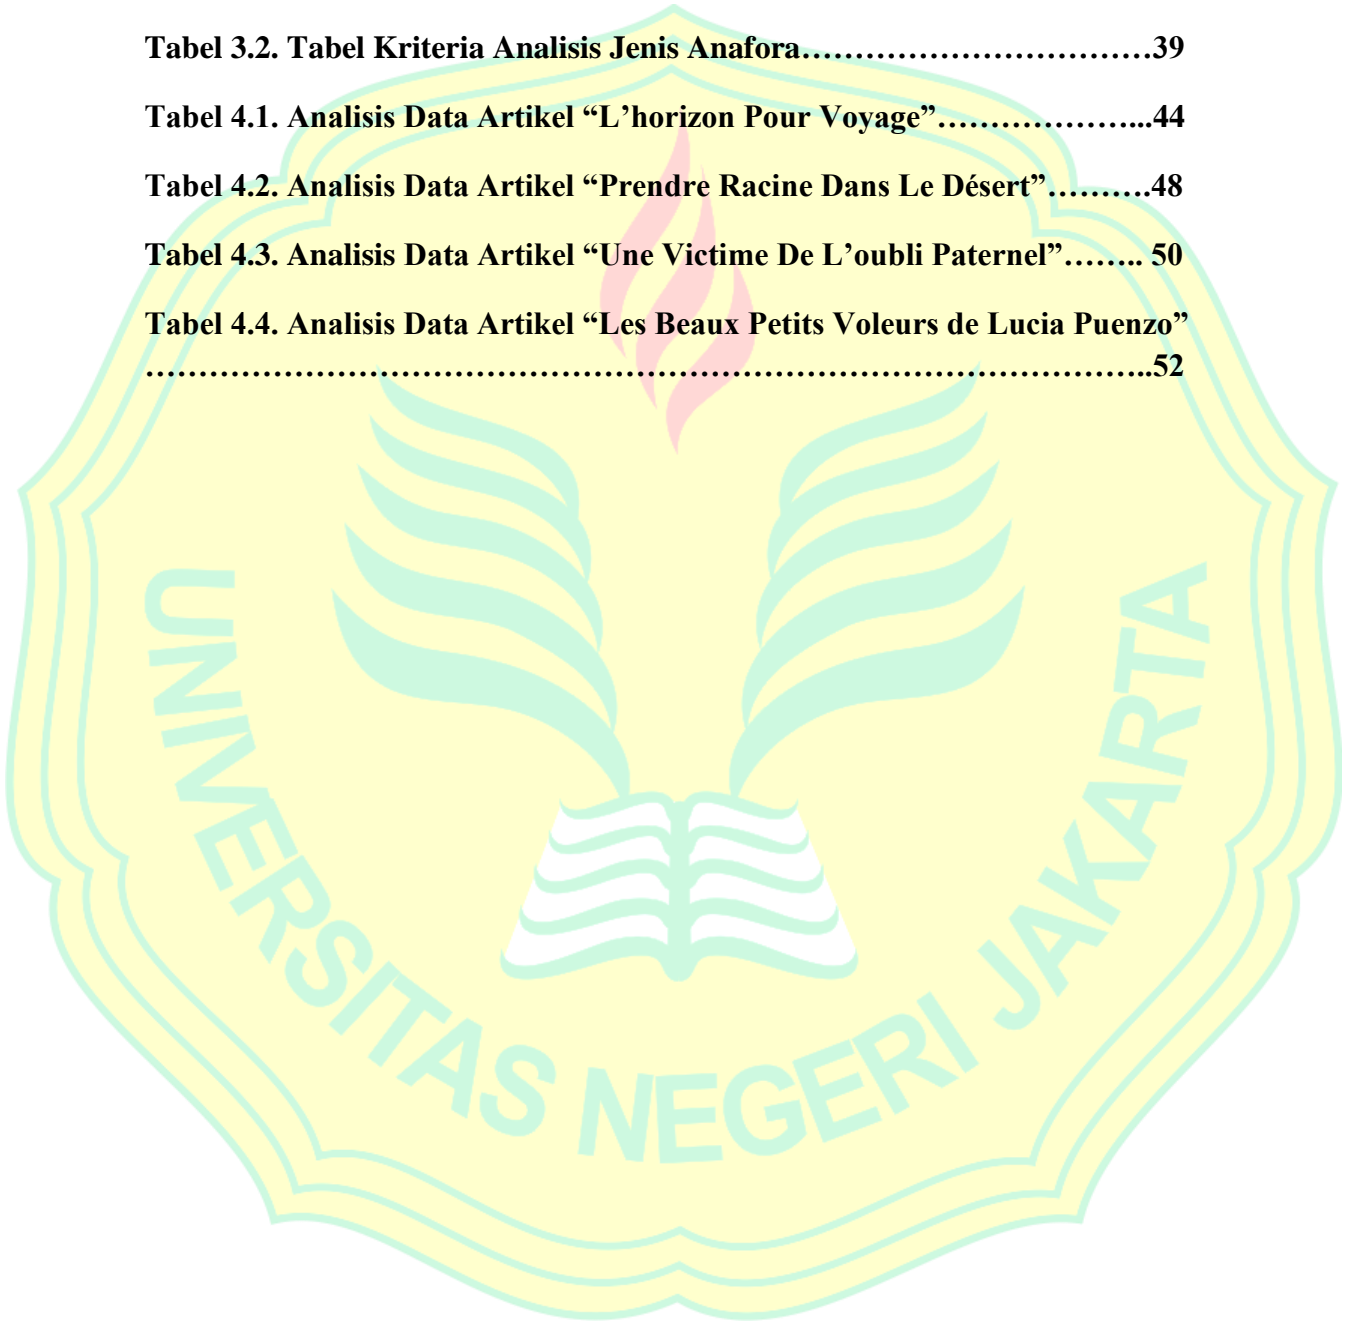 Tabel 3.2. Tabel Kriteria Analisis Jenis Anafora……………………………39
Tabel 4.1. Analisis Data Artikel “L’horizon Pour Voyage”………………...44
Tabel 4.2. Analisis Data Artikel “Prendre Racine Dans Le Désert”……….48
Tabel 4.3. Analisis Data Artikel “Une Victime De L’oubli Paternel”…….. 50
Tabel 4.4. Analisis Data Artikel “Les Beaux Petits Voleurs de Lucia Puenzo”
…………………………………………………………………………………..52
UNIVERSITAS NEGERI JAKARTA